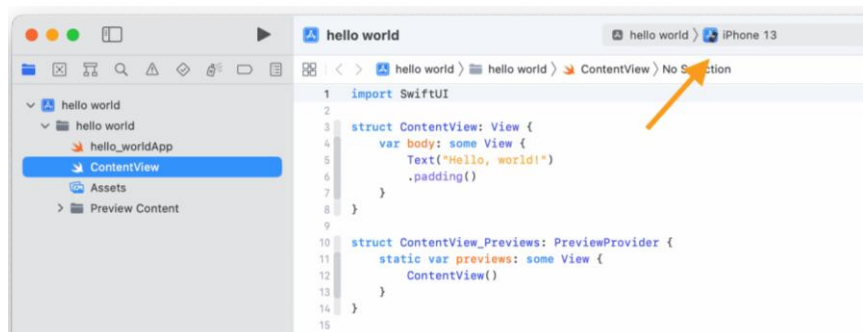 hello world
hello world 〉 iPhone 13
hello world 〉 hello world 〉 ContentView 〉 No Selection
hello world
hello world
hello_worldApp
ContentView
Assets
Preview Content
1 import SwiftUI
2
3 struct ContentView: View {
4 var body: some View {
5 Text("Hello, world!")
6 .padding()
7 }
8 }
9
10 struct ContentView_Previews: PreviewProvider {
11 static var previews: some View {
12 ContentView()
13 }
14 }
15